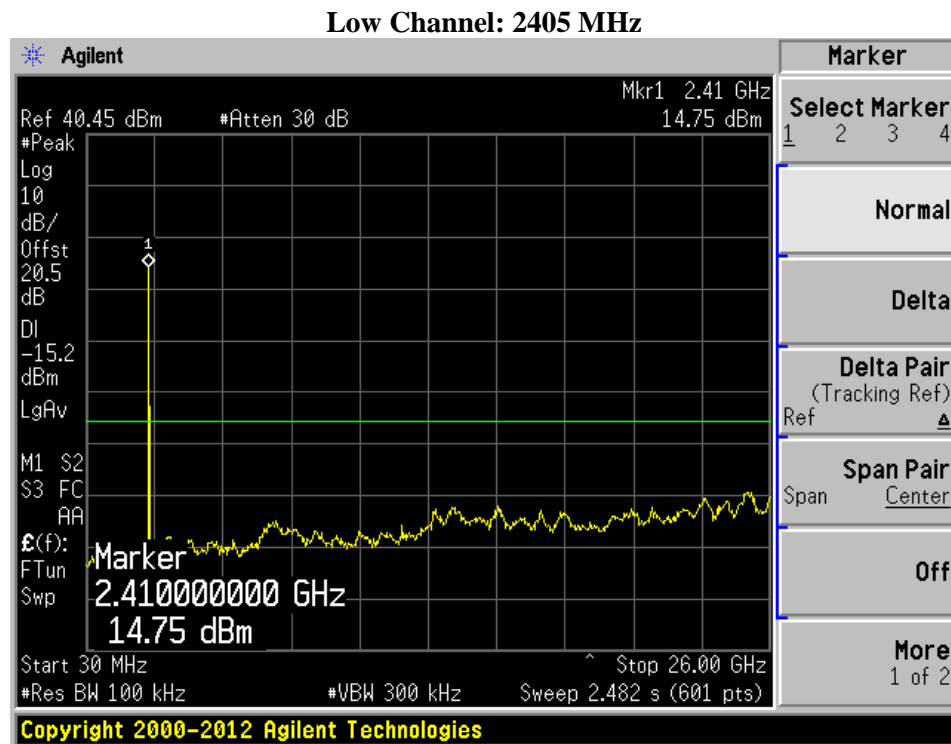 Low Channel: 2405 MHz
Agilent
Marker
Mkr1 2.41 GHz
Ref 40.45 dBm #Atten 30 dB 14.75 dBm
#Peak
Log
10
dB/
Offst
20.5
dB
DI
-15.2
dBm
LgAv
M1 S2
S3 FC
AA
£(f):
FTun
Swp
1
Marker
2.410000000 GHz
14.75 dBm
Start 30 MHz ^ Stop 26.00 GHz
#Res BW 100 kHz #VBW 300 kHz Sweep 2.482 s (601 pts)
Select Marker
1 2 3 4
Normal
Delta
Delta Pair
(Tracking Ref)
Ref Δ
Span Pair
Span Center
Off
More
1 of 2
Copyright 2000-2012 Agilent Technologies